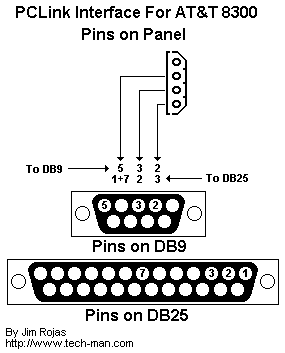 PCLink Interface For AT&T 8300
Pins on Panel
5 3 2
To DB9
1+7 2 3
To DB25
5 3 2
Pins on DB9
7 3 2 1
Pins on DB25
By Jim Rojas
http://www.tech-man.com